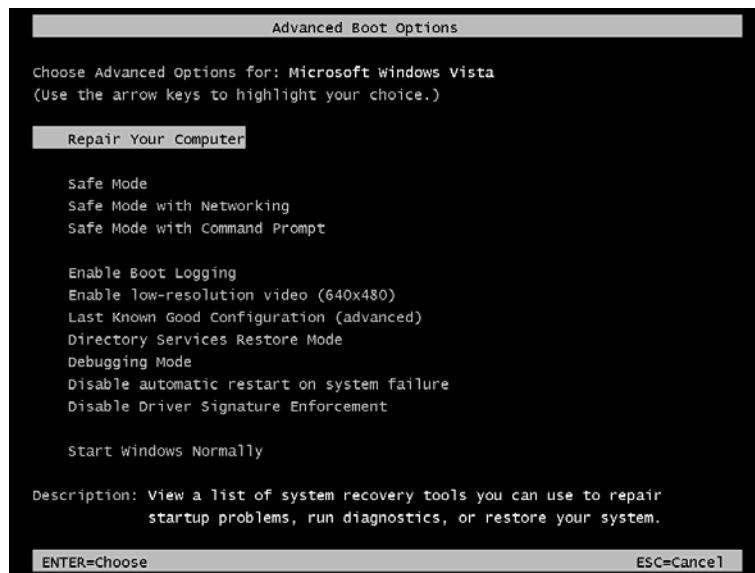 Advanced Boot Options
Choose Advanced Options for: Microsoft Windows Vista
(Use the arrow keys to highlight your choice.)
Repair Your Computer
Safe Mode
Safe Mode with Networking
Safe Mode with Command Prompt
Enable Boot Logging
Enable low-resolution video (640x480)
Last Known Good Configuration (advanced)
Directory Services Restore Mode
Debugging Mode
Disable automatic restart on system failure
Disable Driver Signature Enforcement
Start Windows Normally
Description: View a list of system recovery tools you can use to repair
startup problems, run diagnostics, or restore your system.
ENTER=Choose ESC=Cancel